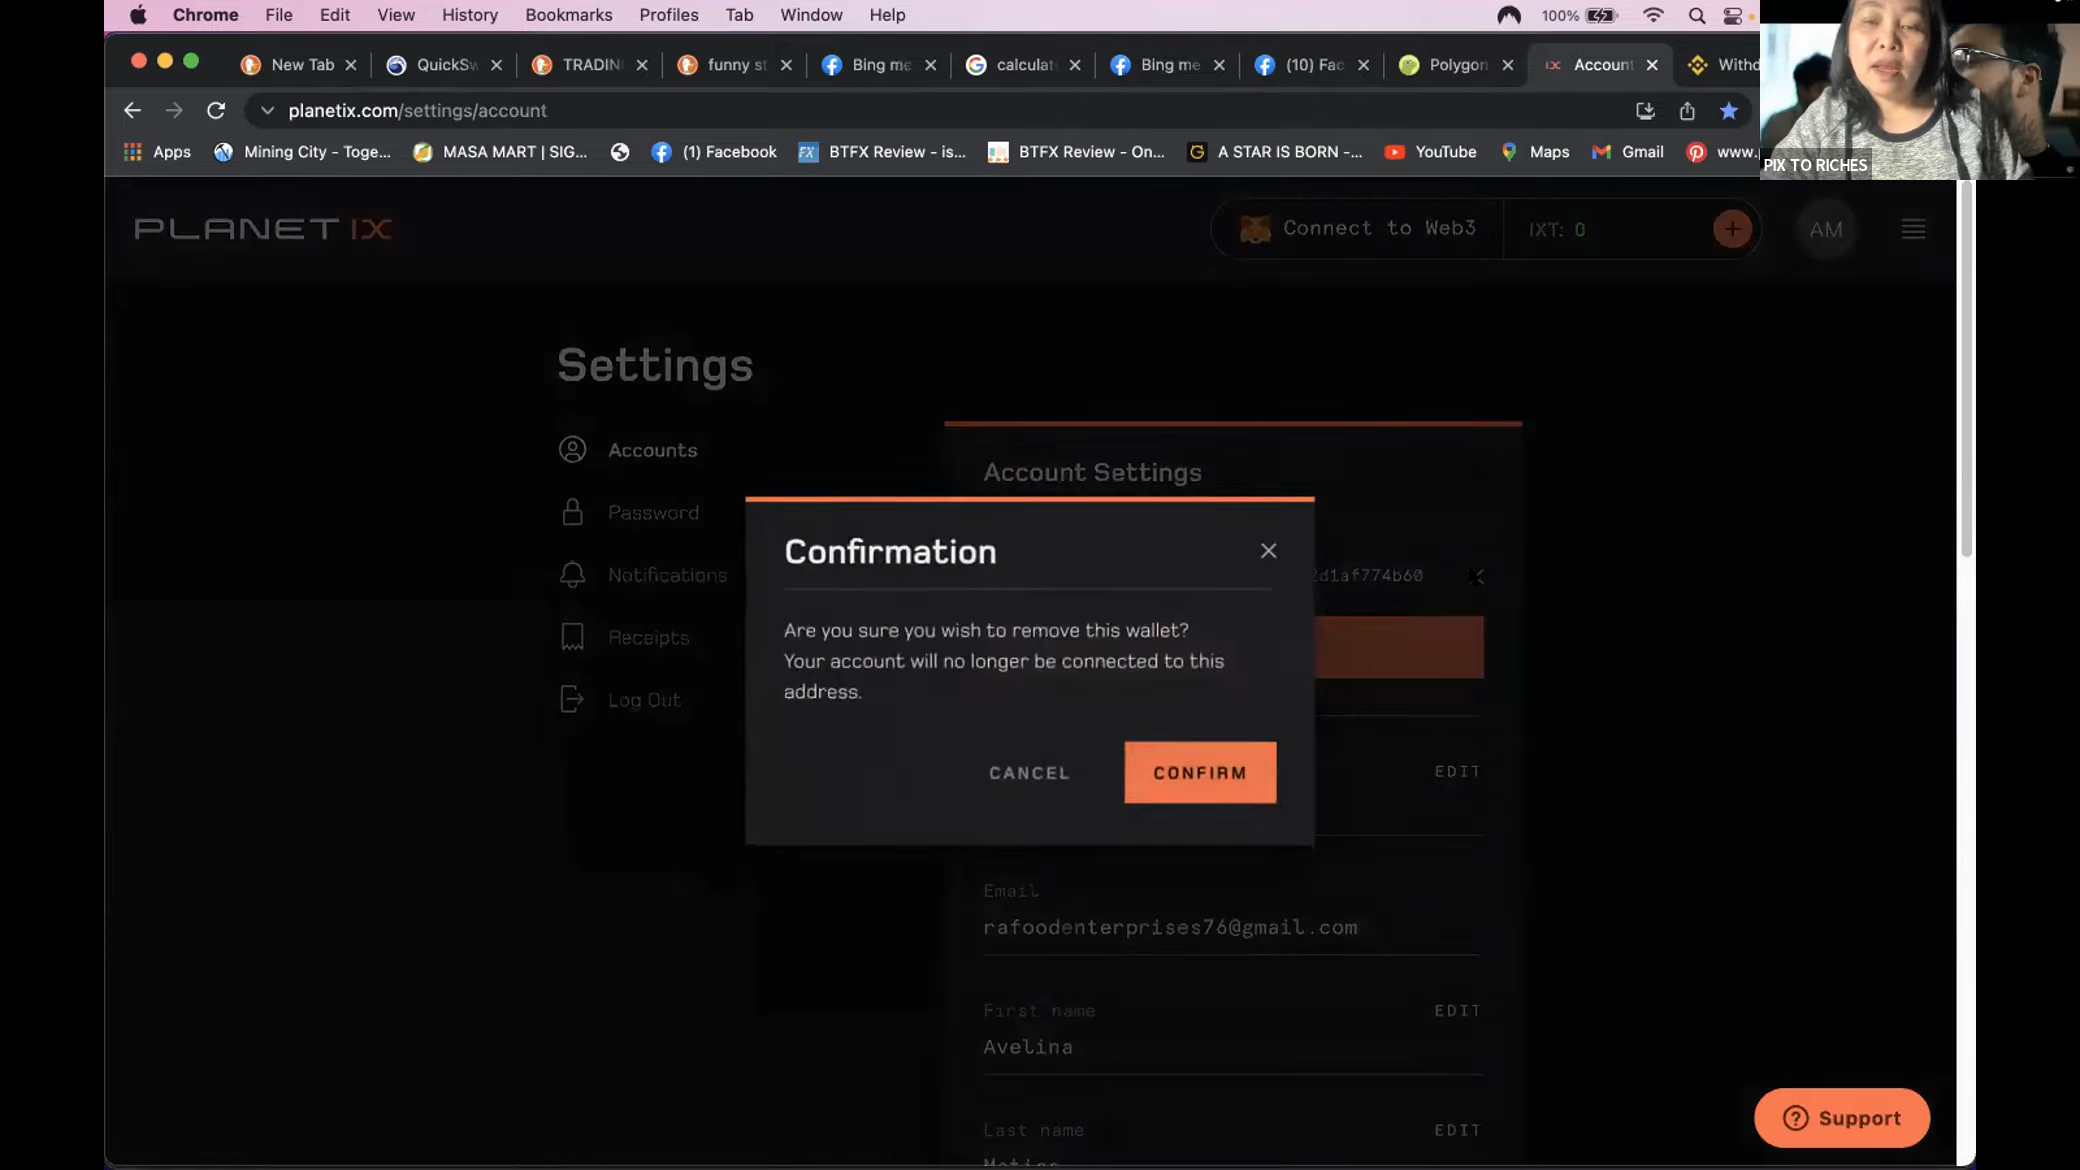 Chrome File Edit View History Bookmarks Profiles Tab Window Help 100%
New Tab QuickSw TRADIN funny st Bing me calculat Bing me (10) Fac Polygon Account Withd
planetix.com/settings/account
Apps Mining City - Toge... MASA MART | SIG... (1) Facebook BTFX Review - is... BTFX Review - On... A STAR IS BORN -... YouTube Maps Gmail
PIX TO RICHES
PLANET IX Connect to Web3 IXT: 0 AM
Settings
Accounts
Password
Notifications
Receipts
Log Out
Account Settings
2d1af774b60
Confirmation
Are you sure you wish to remove this wallet?
Your account will no longer be connected to this
address.
CANCEL CONFIRM
EDIT
Email
rafoodenterprises76@gmail.com
First name EDIT
Avelina
Last name EDIT
Support